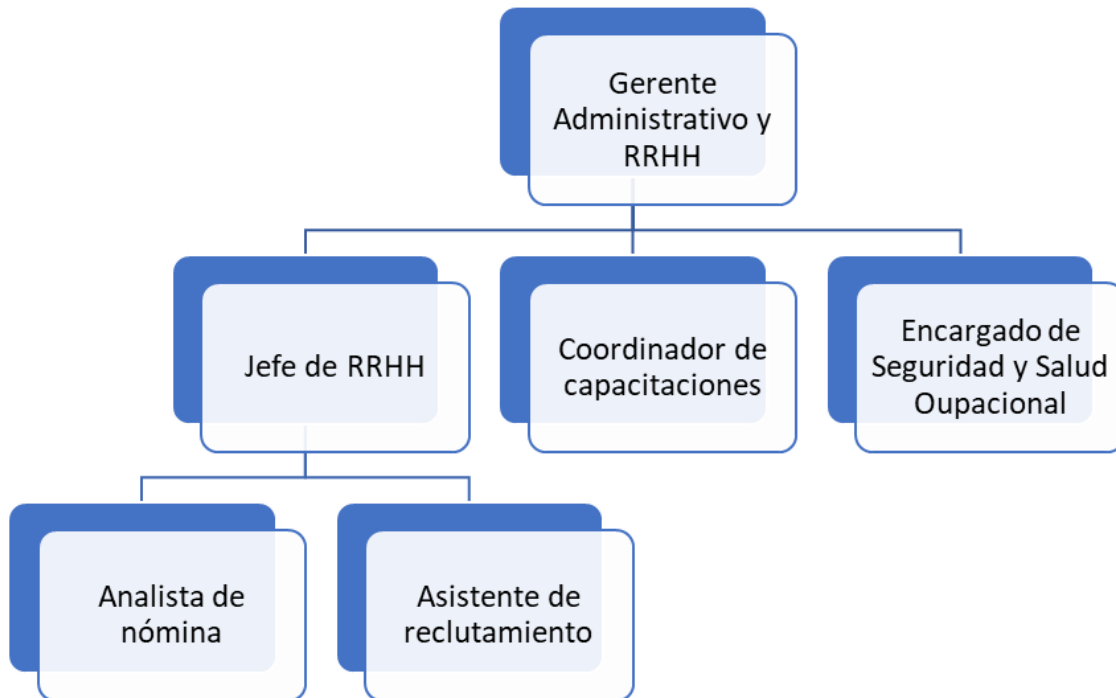 Gerente
Administrativo y
RRHH
Jefe de RRHH
Coordinador de
capacitaciones
Encargado de
Seguridad y Salud
Oupacional
Analista de
nómina
Asistente de
reclutamiento